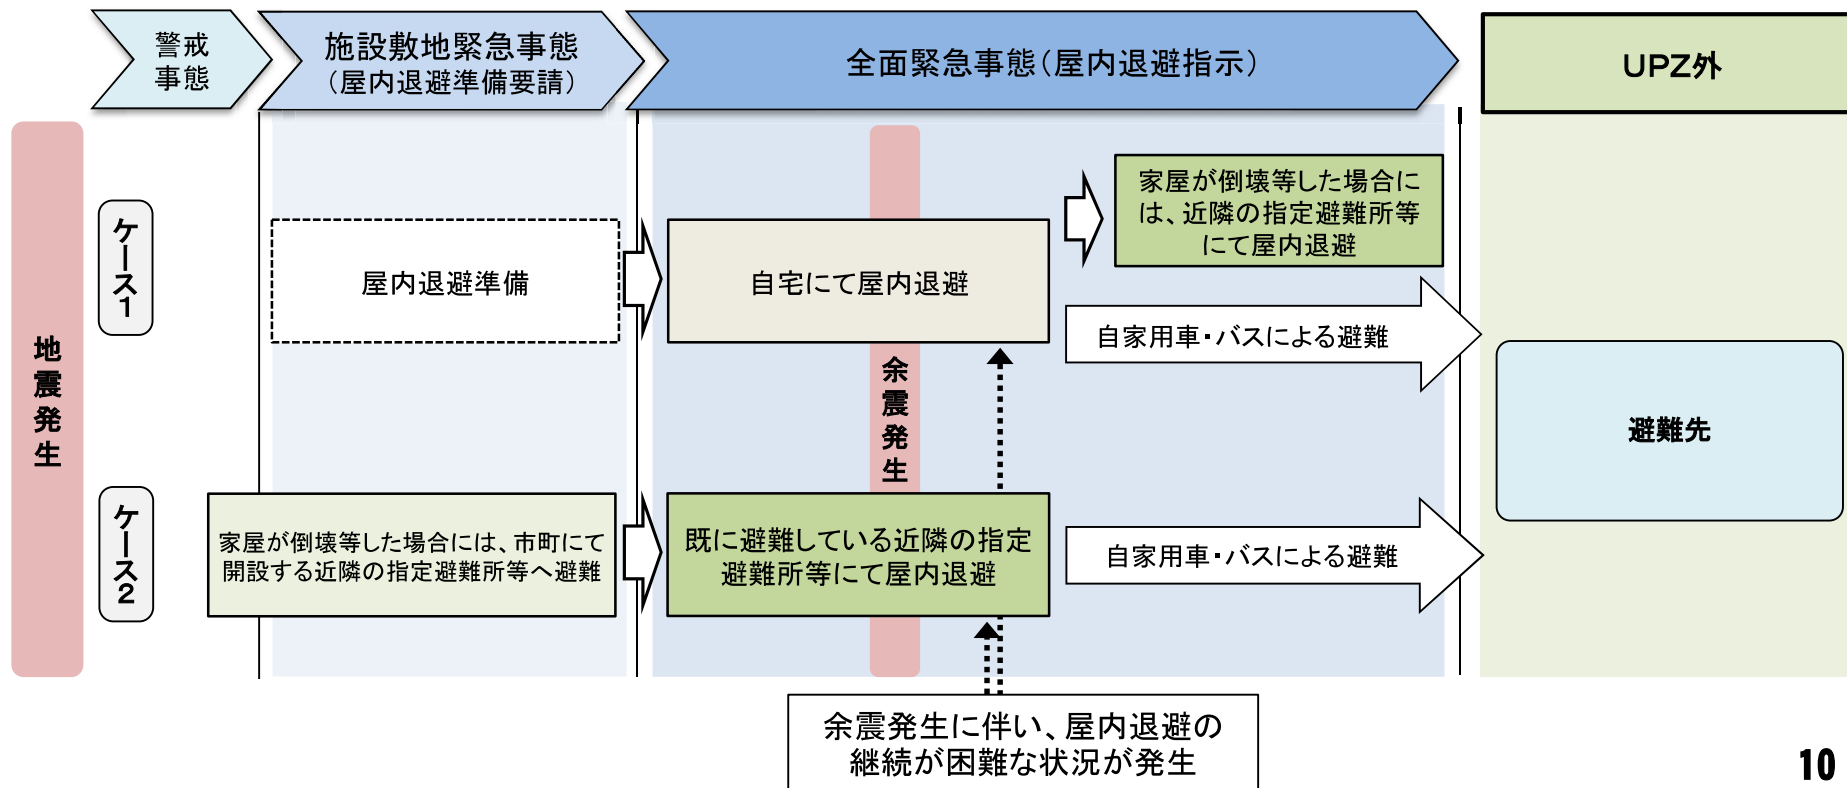 警戒
事態
施設敷地緊急事態
(屋内退避準備要請)
全面緊急事態(屋内退避指示)
UPZ外
地震発生
ケース1
屋内退避準備
自宅にて屋内退避
家屋が倒壊等した場合に
は、近隣の指定避難所等
にて屋内退避
自家用車・バスによる避難
余震発生
避難先
ケース2
家屋が倒壊等した場合には、市町にて
開設する近隣の指定避難所等へ避難
既に避難している近隣の指定
避難所等にて屋内退避
自家用車・バスによる避難
余震発生に伴い、屋内退避の
継続が困難な状況が発生
10